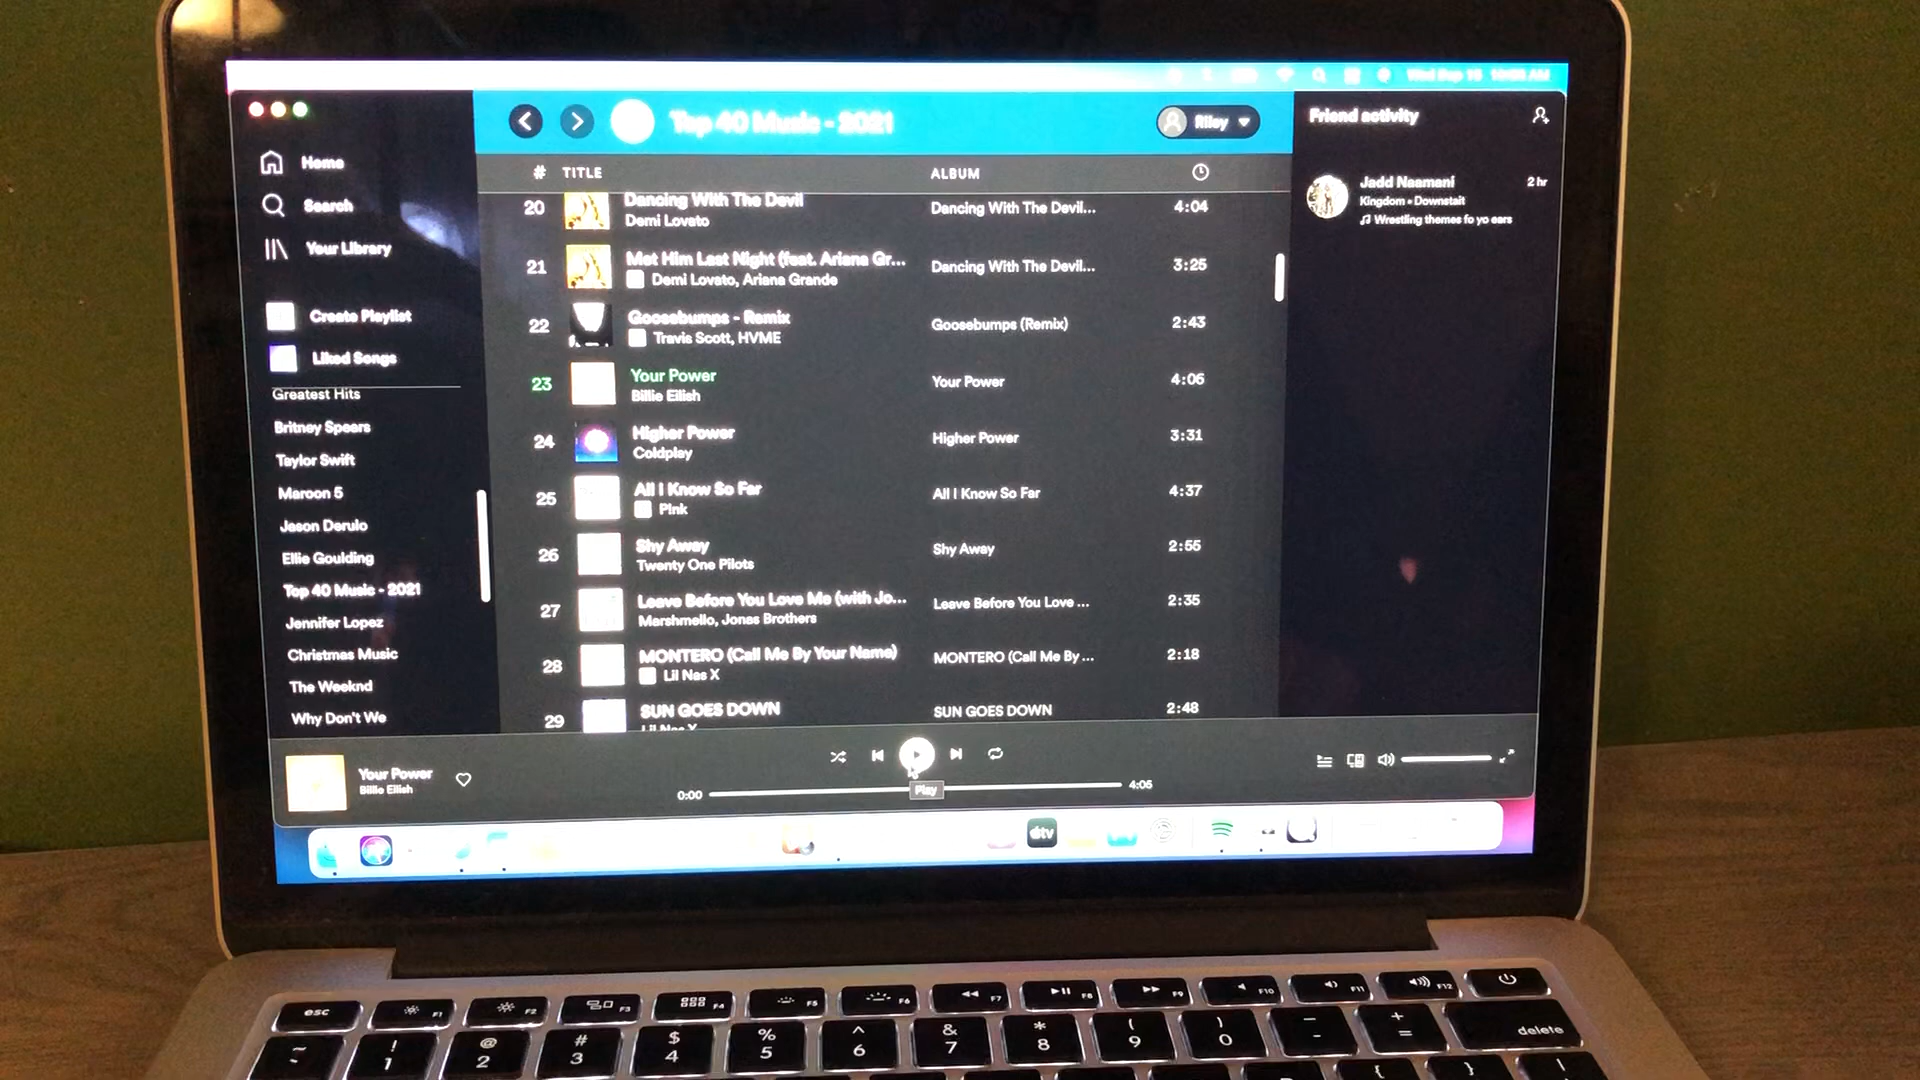 Home
Search
Your Library
Create Playlist
Liked Songs
Greatest Hits
Britney Spears
Taylor Swift
Maroon 5
Jason Derulo
Ellie Goulding
Top 40 Music - 2021
Jennifer Lopez
Christmas Music
The Weeknd
Why Don't We
Top 40 Music - 2021
Riley
# TITLE ALBUM
20 Dancing With The Devil Dancing With The Devil... 4:04
Demi Lovato
21 Met Him Last Night (feat. Ariana Gr... Dancing With The Devil... 3:25
Demi Lovato, Ariana Grande
22 Goosebumps - Remix Goosebumps (Remix) 2:43
Travis Scott, HVME
23 Your Power Your Power 4:06
Billie Eilish
24 Higher Power Higher Power 3:31
Coldplay
25 All I Know So Far All I Know So Far 4:37
P!nk
26 Shy Away Shy Away 2:55
Twenty One Pilots
27 Leave Before You Love Me (with Jo... Leave Before You Love ... 2:35
Marshmello, Jonas Brothers
28 MONTERO (Call Me By Your Name) MONTERO (Call Me By ... 2:18
Lil Nas X
29 SUN GOES DOWN SUN GOES DOWN 2:48
Lil Nas X
Friend activity
Jadd Naamani 2 hr
Kingdom • Downstait
Wrestling themes fo yo ears
Your Power
Billie Eilish
0:00 4:05
Play
tv
esc F1 F2 F3 F4 F5 F6 F7 F8 F9 F10 F11 F12
~ ! @ # $ % ^ & * ( ) _ +
1 2 3 4 5 6 7 8 9 0 - = delete
{ }